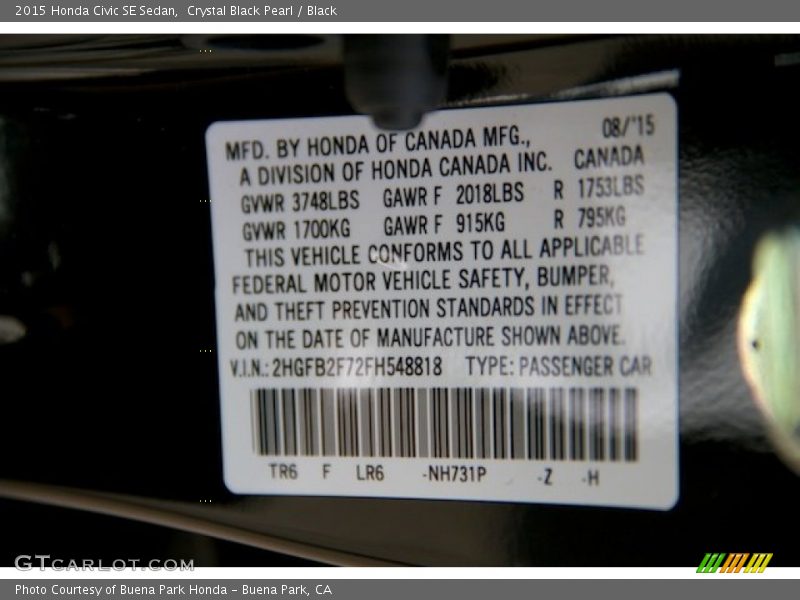 2015 Honda Civic SE Sedan, Crystal Black Pearl / Black
08/'15
MFD. BY HONDA OF CANADA MFG.,
A DIVISION OF HONDA CANADA INC. CANADA
GVWR 3748LBS GAWR F 2018LBS R 1753LBS
GVWR 1700KG GAWR F 915KG R 795KG
THIS VEHICLE CONFORMS TO ALL APPLICABLE
FEDERAL MOTOR VEHICLE SAFETY, BUMPER,
AND THEFT PREVENTION STANDARDS IN EFFECT
ON THE DATE OF MANUFACTURE SHOWN ABOVE.
V.I.N.: 2HGFB2F72FH548818 TYPE: PASSENGER CAR
TR6 F LR6 -NH731P -Z -H
GTCARLOT.COM
Photo Courtesy of Buena Park Honda - Buena Park, CA